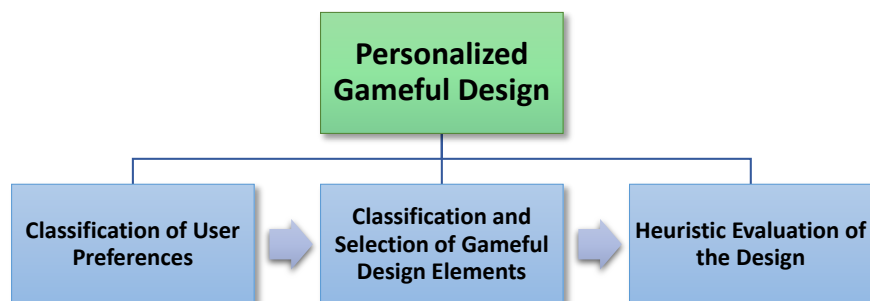 Personalized
Gameful Design
Classification of User
Preferences
Classification and
Selection of Gameful
Design Elements
Heuristic Evaluation of
the Design